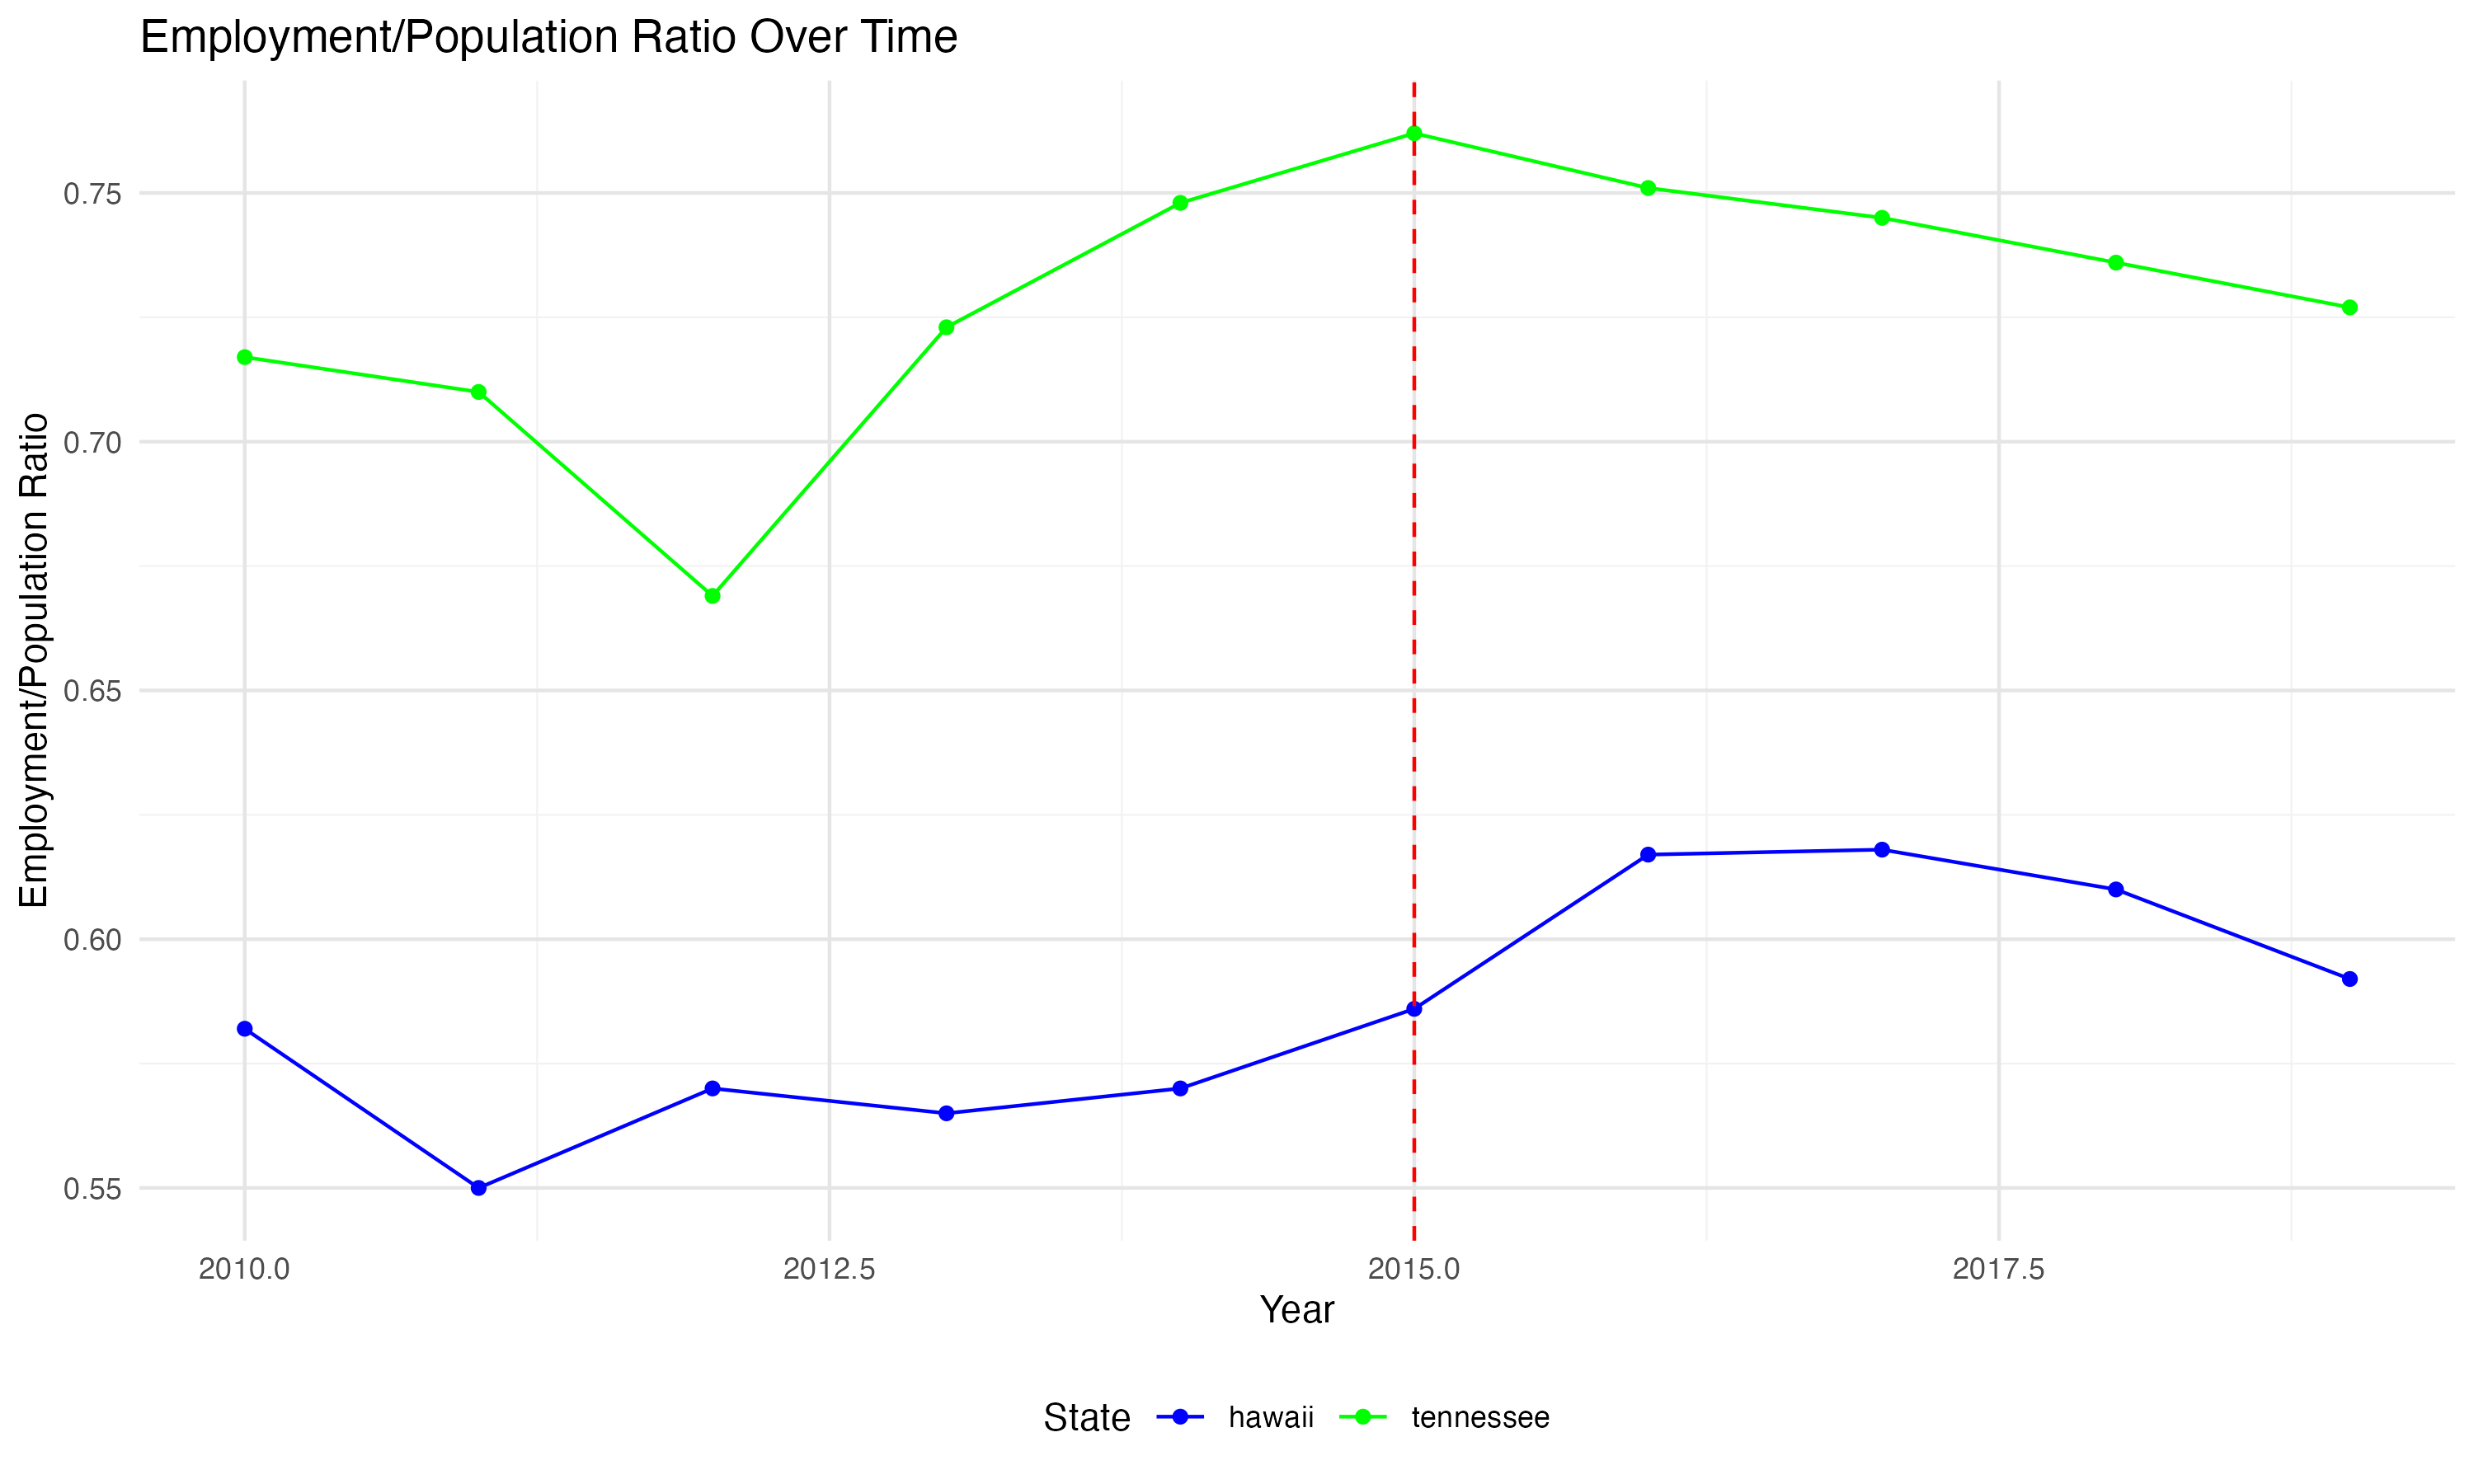 Employment/Population Ratio Over Time
Employment/Population Ratio
0.75
0.70
0.65
0.60
0.55
2010.0 2012.5 2015.0 2017.5
Year
State hawaii tennessee